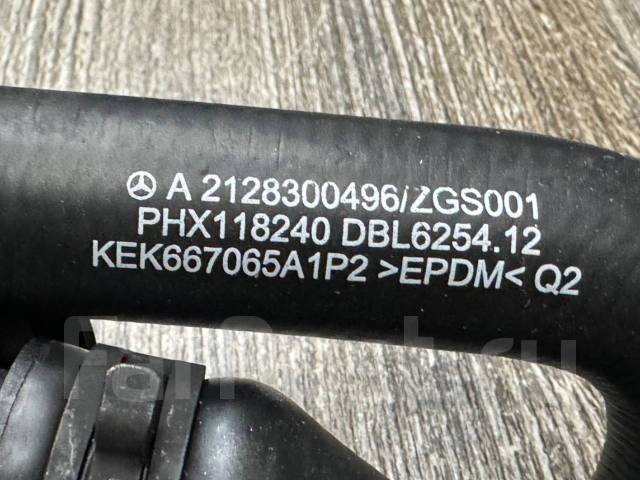 A 2128300496/ZGS001
PHX118240 DBL6254.12
KEK667065A1P2 >EPDM< Q2